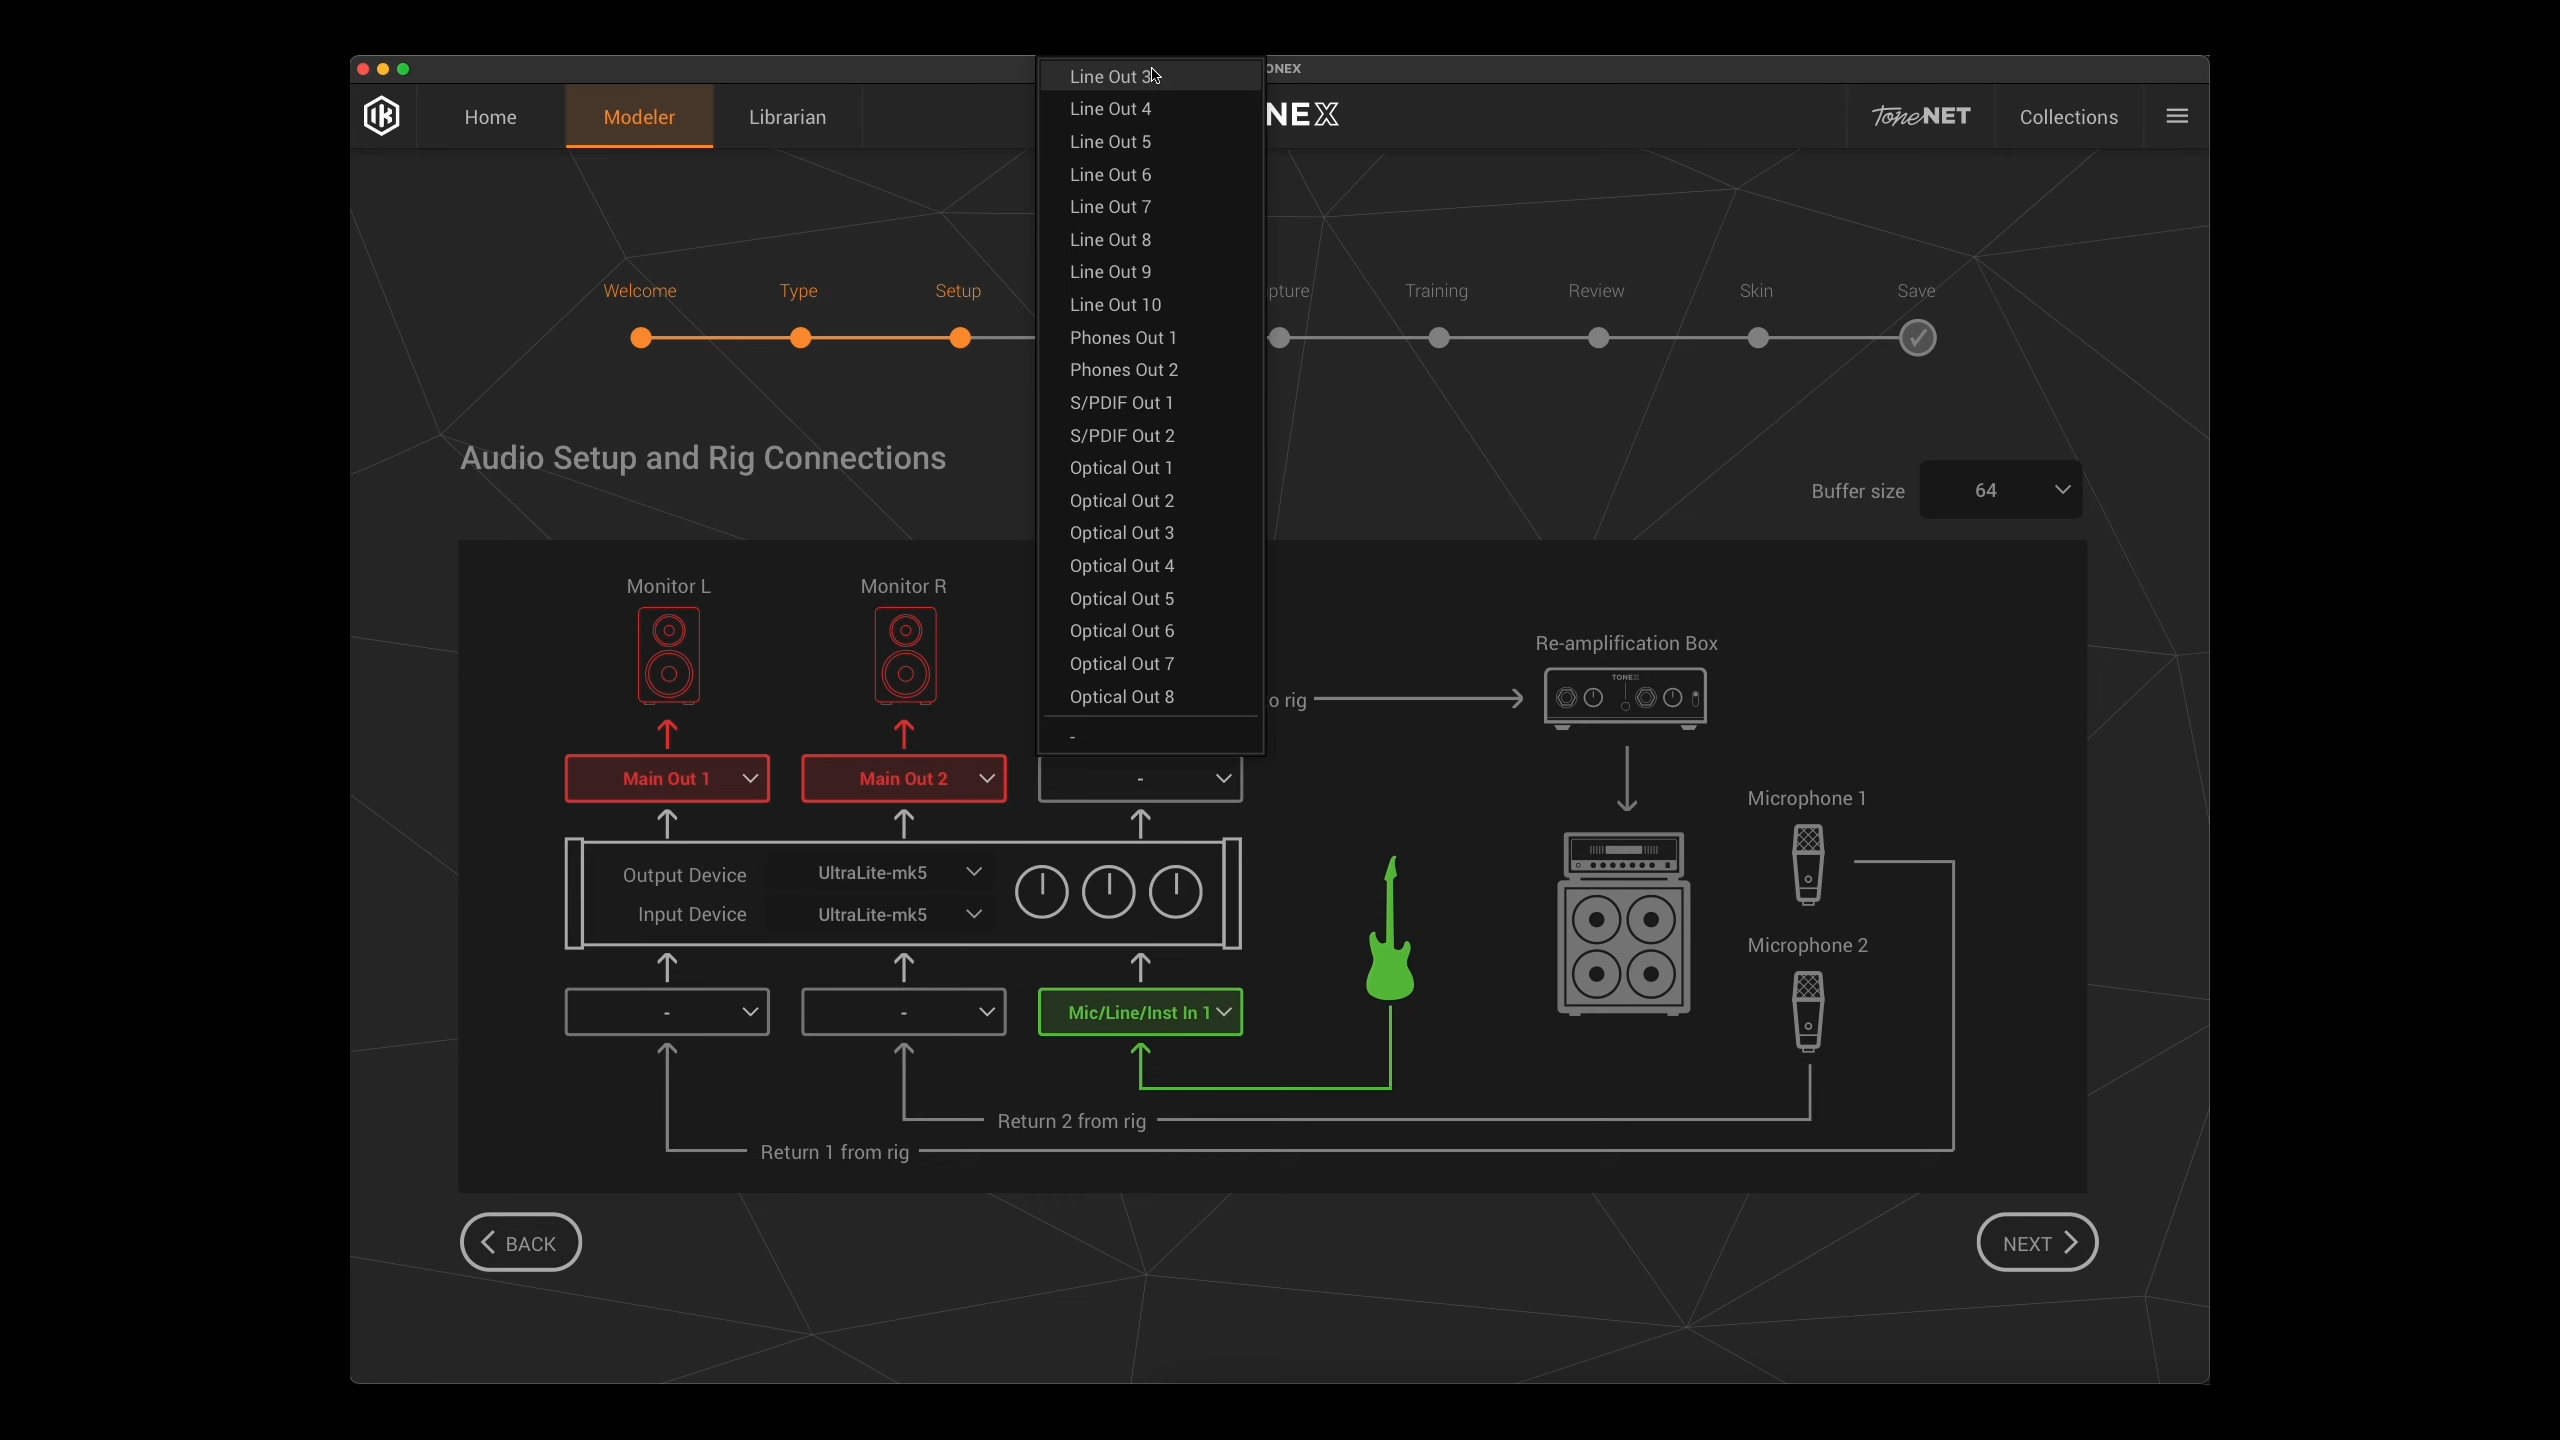 ONEX
Home
Modeler
Librarian
NEX
ToneNET
Collections
Line Out 3
Line Out 4
Line Out 5
Line Out 6
Line Out 7
Line Out 8
Line Out 9
Line Out 10
Phones Out 1
Phones Out 2
S/PDIF Out 1
S/PDIF Out 2
Optical Out 1
Optical Out 2
Optical Out 3
Optical Out 4
Optical Out 5
Optical Out 6
Optical Out 7
Optical Out 8
-
Welcome
Type
Setup
pture
Training
Review
Skin
Save
Audio Setup and Rig Connections
Buffer size
64
Monitor L
Monitor R
o rig
Re-amplification Box
TONEX
Main Out 1
Main Out 2
-
Output Device
UltraLite-mk5
Input Device
UltraLite-mk5
Microphone 1
Microphone 2
-
-
Mic/Line/Inst In 1
Return 2 from rig
Return 1 from rig
BACK
NEXT